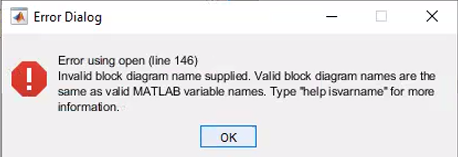 Error Dialog
Error using open (line 146)
Invalid block diagram name supplied. Valid block diagram names are the
same as valid MATLAB variable names. Type "help isvarname" for more
information.
OK